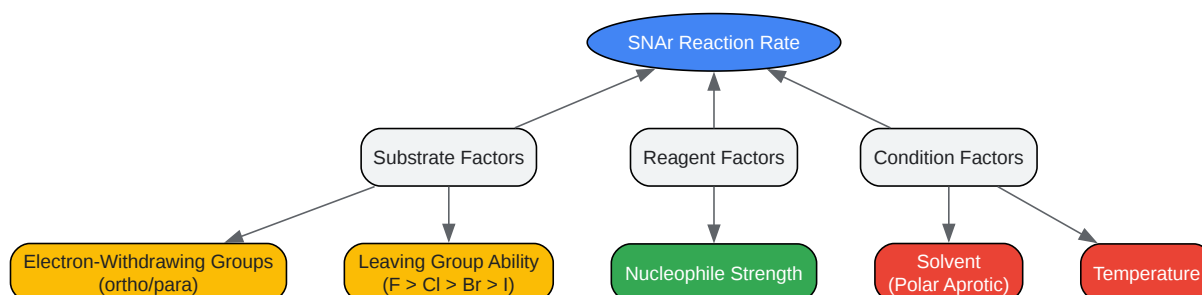 SNAr Reaction Rate
Substrate Factors
Reagent Factors
Condition Factors
Electron-Withdrawing Groups
(ortho/para)
Leaving Group Ability
(F > Cl > Br > I)
Nucleophile Strength
Solvent
(Polar Aprotic)
Temperature